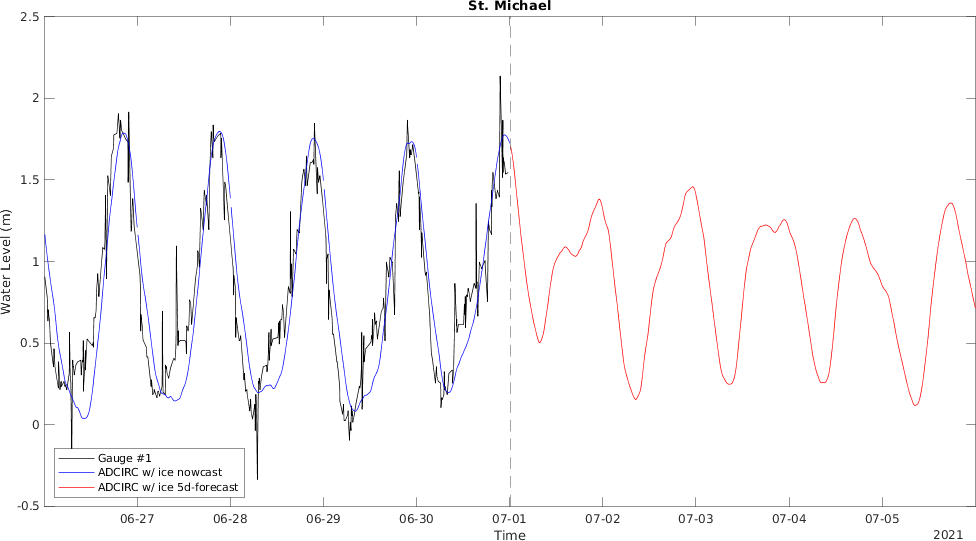 St. Michael
2.5
2
1.5
1
0.5
0
-0.5
Water Level (m)
Gauge #1
ADCIRC w/ ice nowcast
ADCIRC w/ ice 5d-forecast
06-27 06-28 06-29 06-30 07-01 07-02 07-03 07-04 07-05
Time
2021